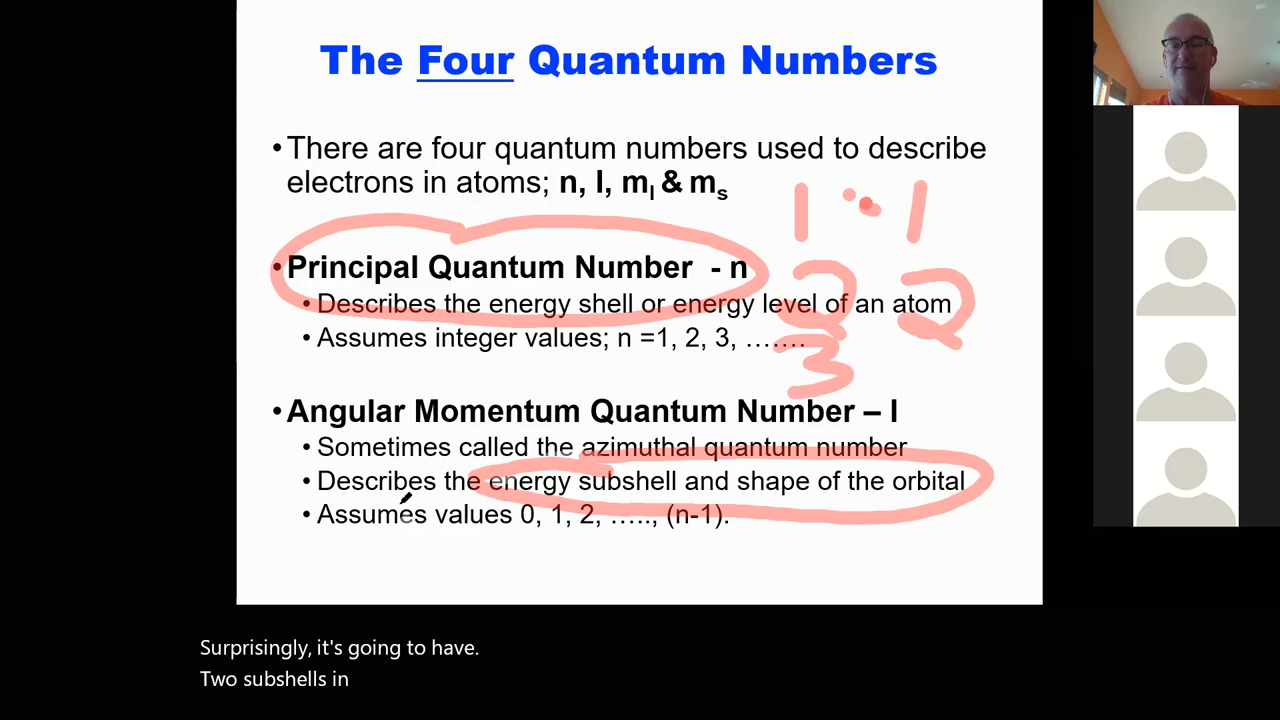 The Four Quantum Numbers
•There are four quantum numbers used to describe
electrons in atoms; n, l, ml & ms
1 1
•Principal Quantum Number - n
2 2
•Describes the energy shell or energy level of an atom
•Assumes integer values; n =1, 2, 3, …….
3
•Angular Momentum Quantum Number – l
•Sometimes called the azimuthal quantum number
•Describes the energy subshell and shape of the orbital
•Assumes values 0, 1, 2, ….., (n-1).
Surprisingly, it's going to have.
Two subshells in